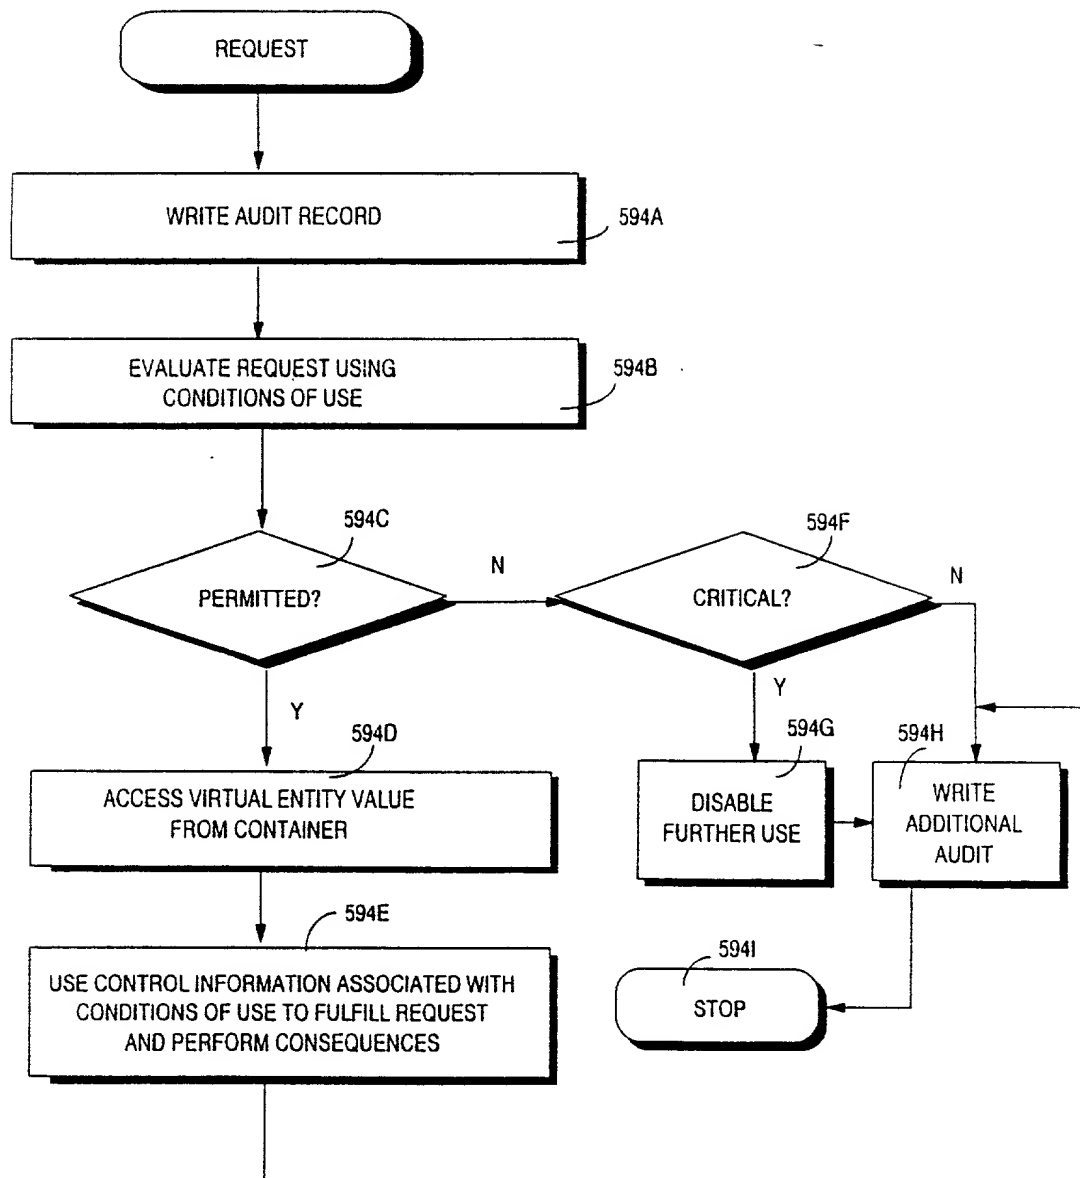 REQUEST
WRITE AUDIT RECORD
594A
EVALUATE REQUEST USING
CONDITIONS OF USE
594B
594C
PERMITTED?
N
594F
CRITICAL?
N
Y
Y
594D
ACCESS VIRTUAL ENTITY VALUE
FROM CONTAINER
594G
DISABLE
FURTHER USE
594H
WRITE
ADDITIONAL
AUDIT
594E
USE CONTROL INFORMATION ASSOCIATED WITH
CONDITIONS OF USE TO FULFILL REQUEST
AND PERFORM CONSEQUENCES
594I
STOP